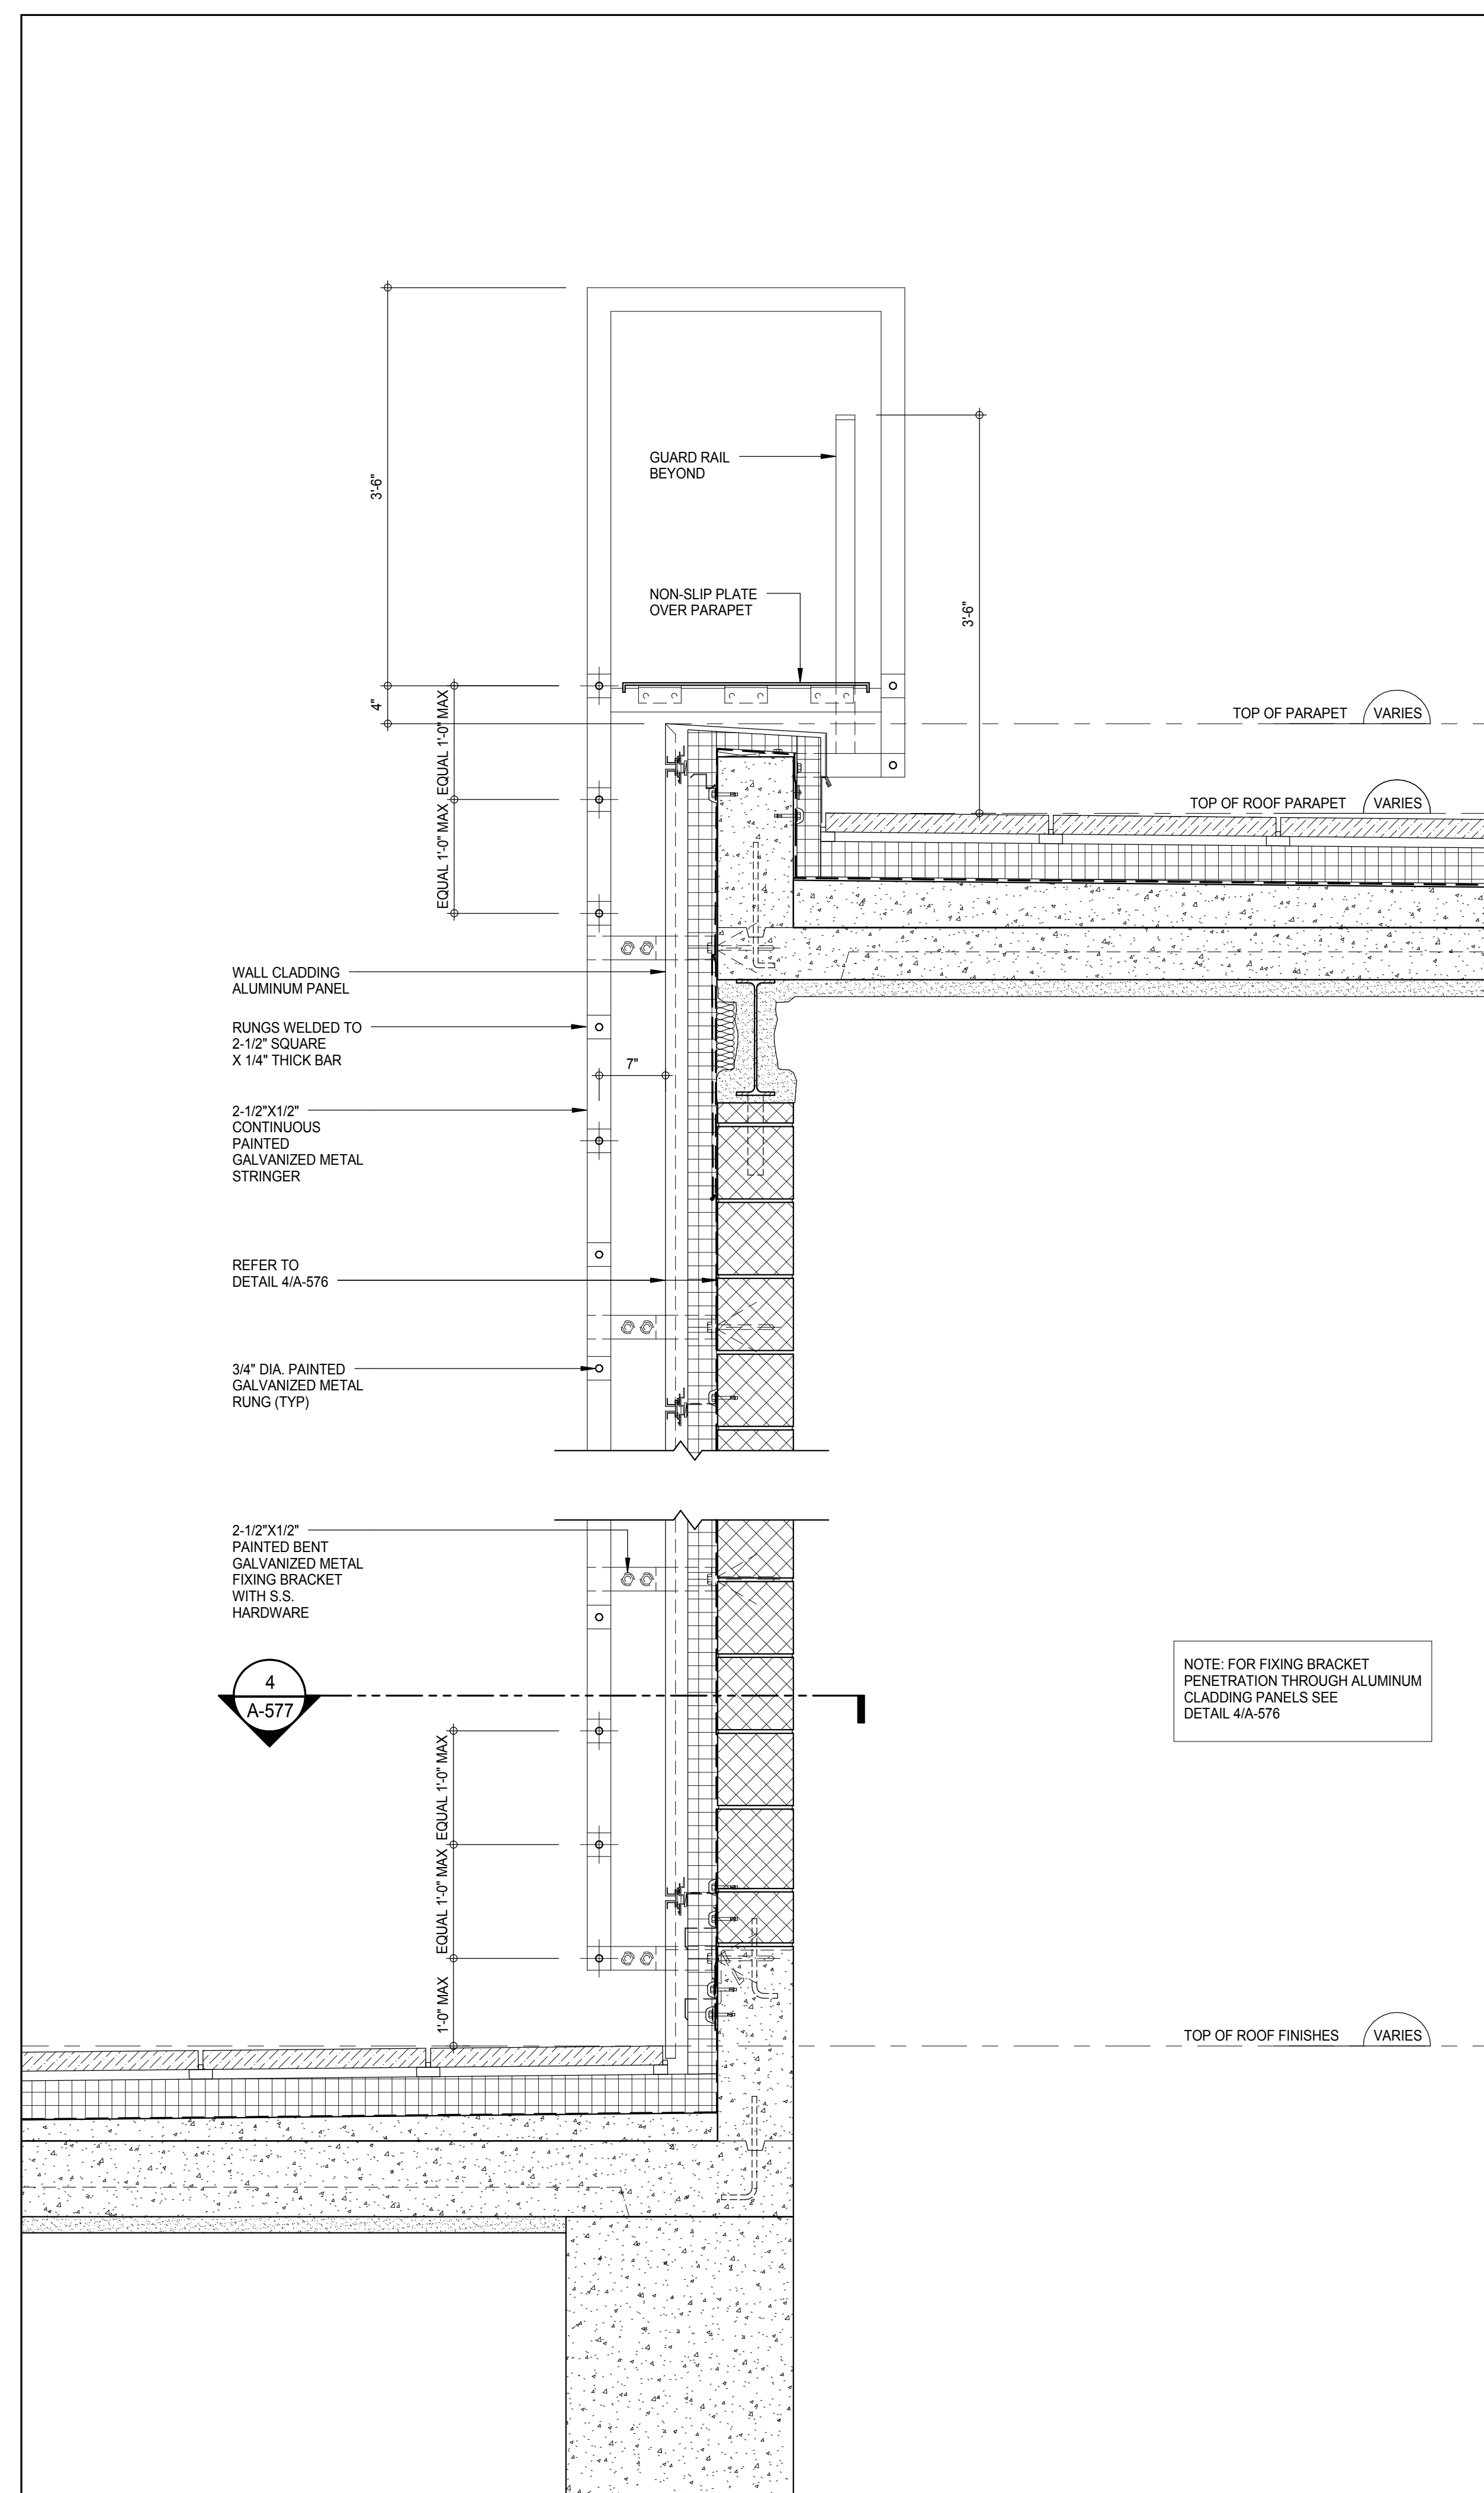 3'-6"
GUARD RAIL
BEYOND
3'-6"
NON-SLIP PLATE
OVER PARAPET
4"
EQUAL 1'-0" MAX
EQUAL 1'-0" MAX
TOP OF PARAPET VARIES
TOP OF ROOF PARAPET VARIES
WALL CLADDING
ALUMINUM PANEL
RUNGS WELDED TO
2-1/2" SQUARE
X 1/4" THICK BAR
7"
2-1/2"X1/2"
CONTINUOUS
PAINTED
GALVANIZED METAL
STRINGER
REFER TO
DETAIL 4/A-576
3/4" DIA. PAINTED
GALVANIZED METAL
RUNG (TYP)
2-1/2"X1/2"
PAINTED BENT
GALVANIZED METAL
FIXING BRACKET
WITH S.S.
HARDWARE
4
A-577
NOTE: FOR FIXING BRACKET
PENETRATION THROUGH ALUMINUM
CLADDING PANELS SEE
DETAIL 4/A-576
EQUAL 1'-0" MAX
EQUAL 1'-0" MAX
1'-0" MAX
TOP OF ROOF FINISHES VARIES